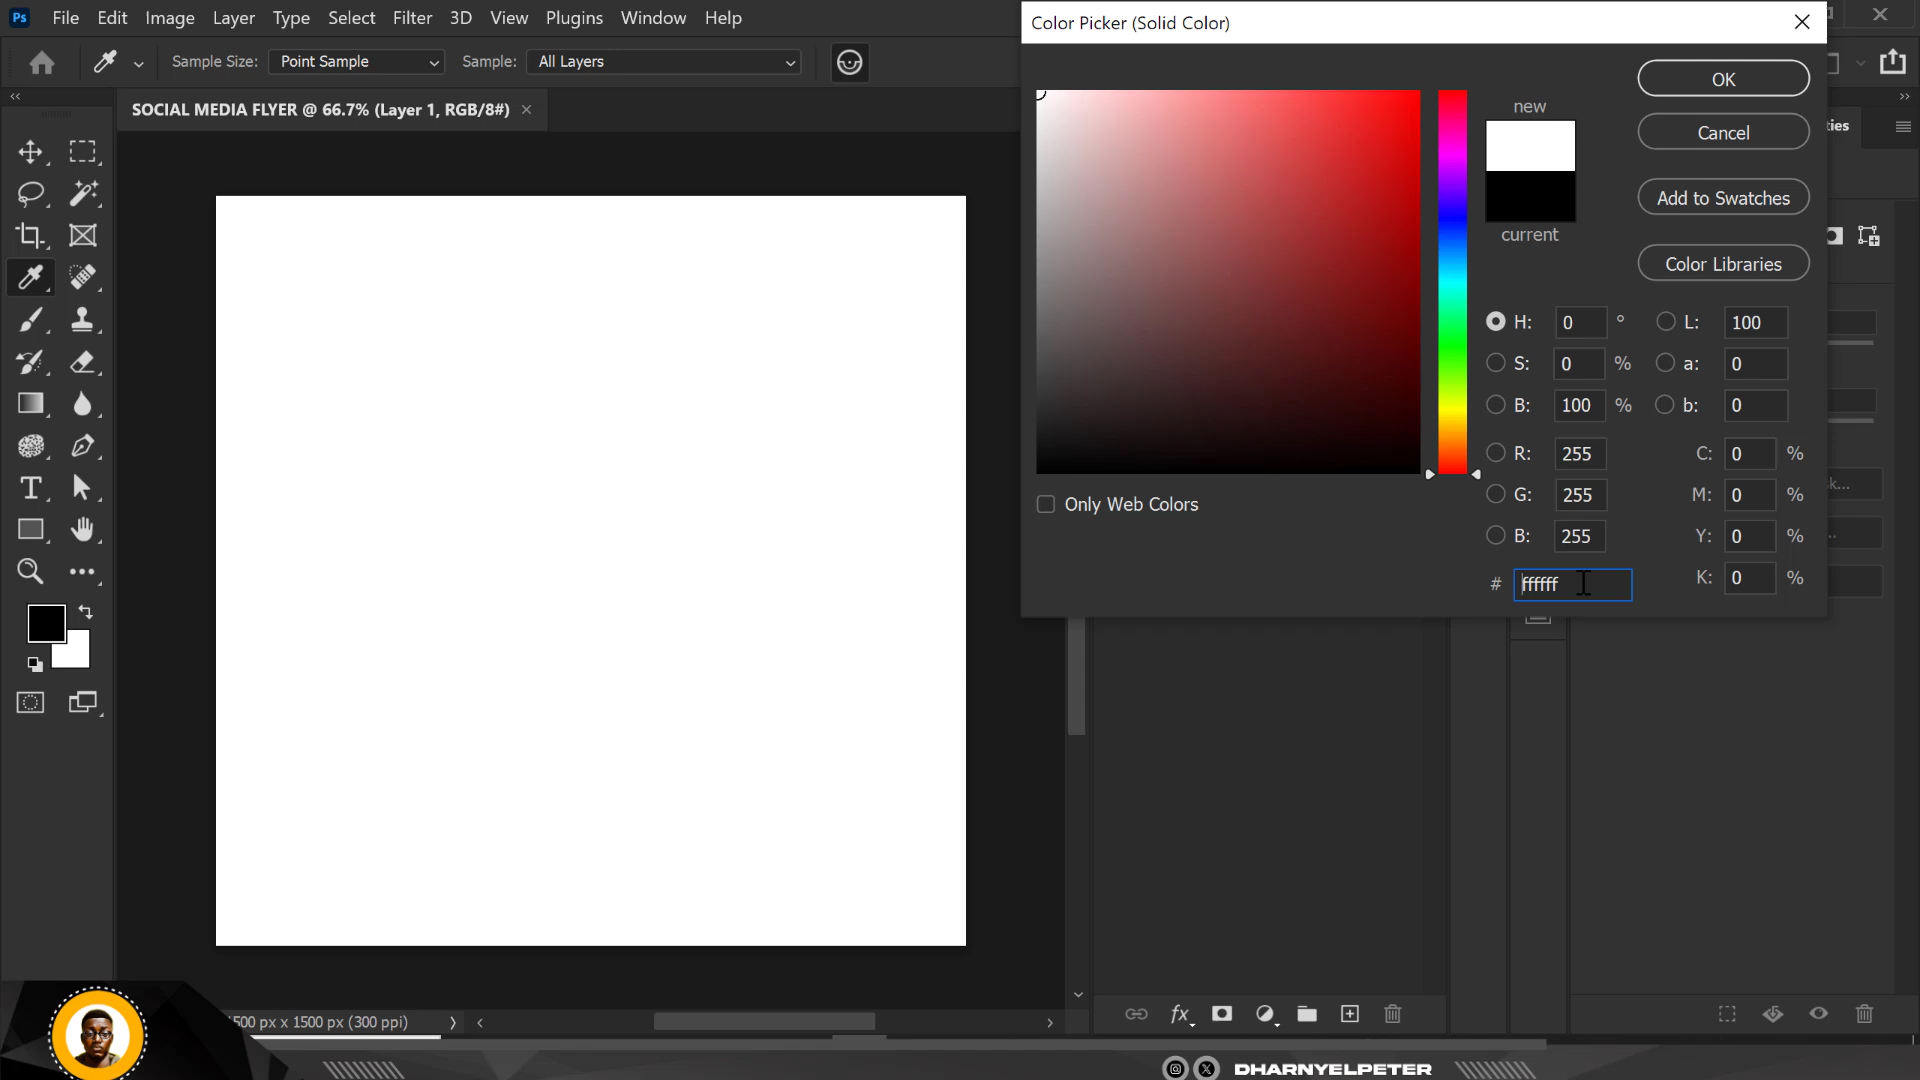 Ps File Edit Image Layer Type Select Filter 3D View Plugins Window Help
Color Picker (Solid Color)
Sample Size: Point Sample Sample: All Layers
SOCIAL MEDIA FLYER @ 66.7% (Layer 1, RGB/8#)
OK
new
Cancel
Add to Swatches
current
Color Libraries
H: 0 ° L: 100
S: 0 % a: 0
B: 100 % b: 0
R: 255 C: 0 %
G: 255 M: 0 %
B: 255 Y: 0 %
# ffffff K: 0 %
Only Web Colors
1500 px x 1500 px (300 ppi)
fx
DHARNYELPETER